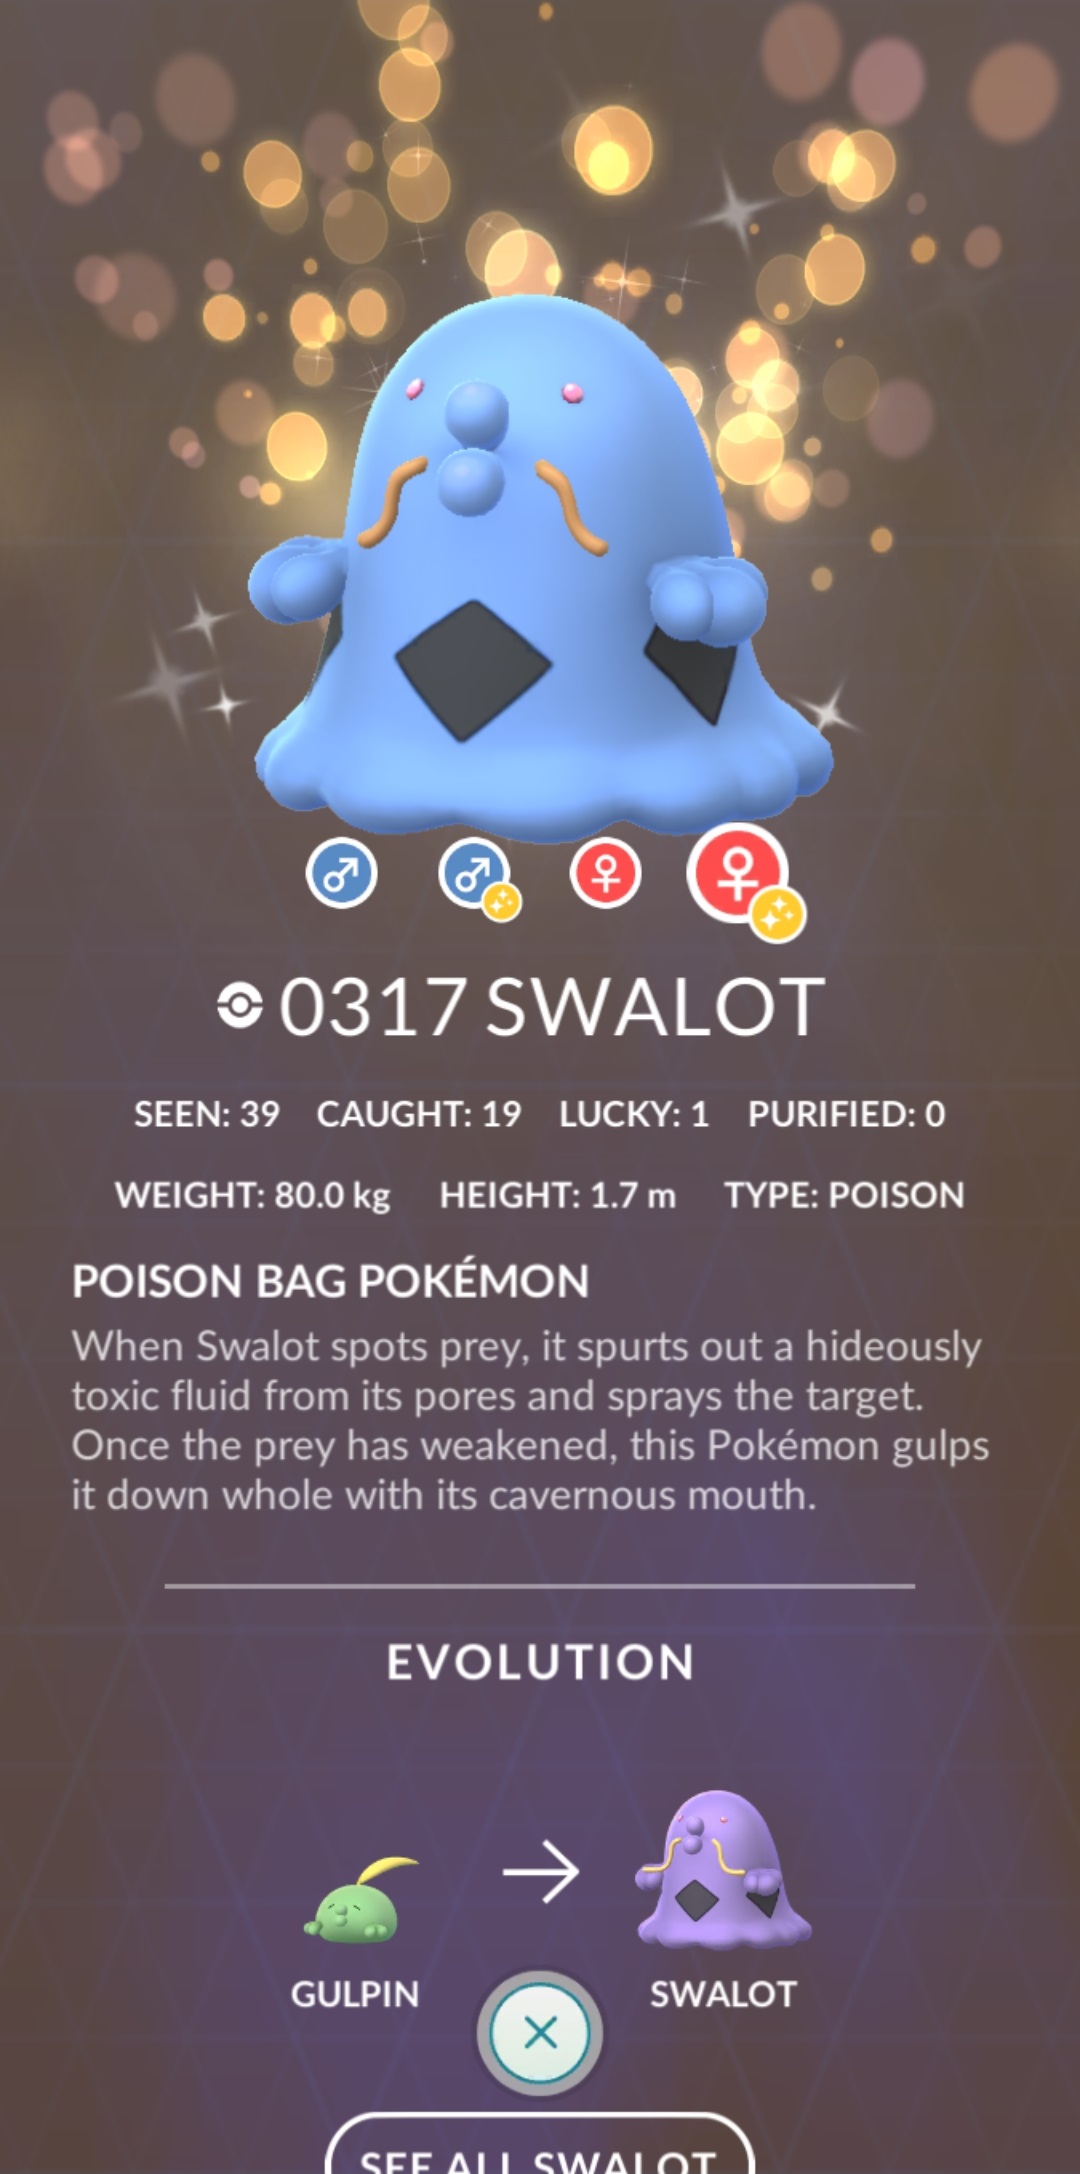 0317 SWALOT
SEEN: 39 CAUGHT: 19 LUCKY: 1 PURIFIED: 0
WEIGHT: 80.0 kg HEIGHT: 1.7 m TYPE: POISON
POISON BAG POKÉMON
When Swalot spots prey, it spurts out a hideously
toxic fluid from its pores and sprays the target.
Once the prey has weakened, this Pokémon gulps
it down whole with its cavernous mouth.
EVOLUTION
GULPIN SWALOT
SEE ALL SWALOT